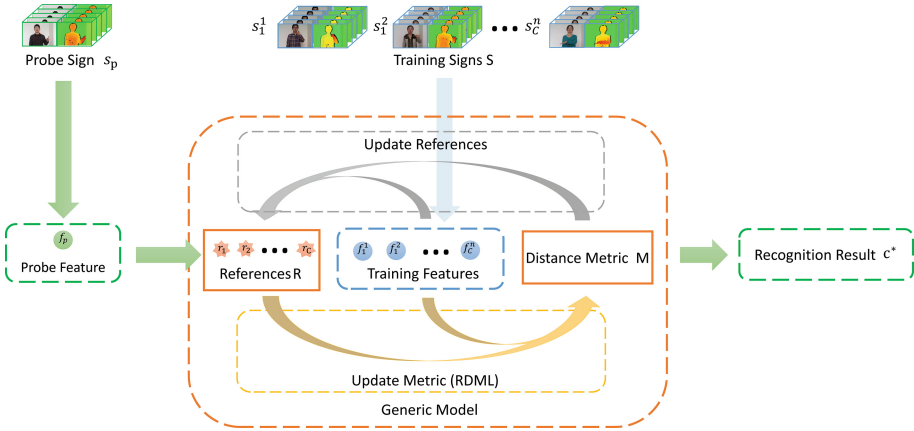 s_1^1
s_1^2
s_C^n
Probe Sign s_p
Training Signs S
Update References
f_p
r_1 r_2 ••• r_C
f_1^1 f_1^2 ••• f_C^n
Probe Feature
References R
Training Features
Distance Metric M
Recognition Result c*
Update Metric (RDML)
Generic Model